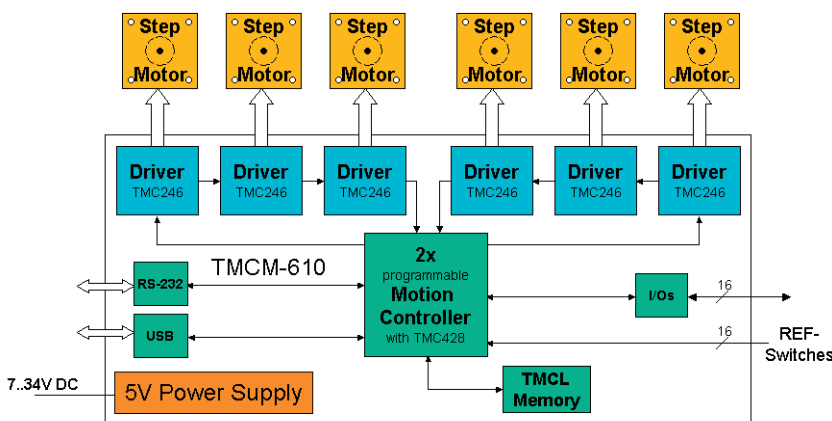 Step
Motor
Step
Motor
Step
Motor
Step
Motor
Step
Motor
Step
Motor
Driver
TMC246
Driver
TMC246
Driver
TMC246
Driver
TMC246
Driver
TMC246
Driver
TMC246
TMCM-610
2x
programmable
Motion
Controller
with TMC428
RS-232
USB
I/Os
16
16
REF-
Switches
7..34V DC
5V Power Supply
TMCL
Memory